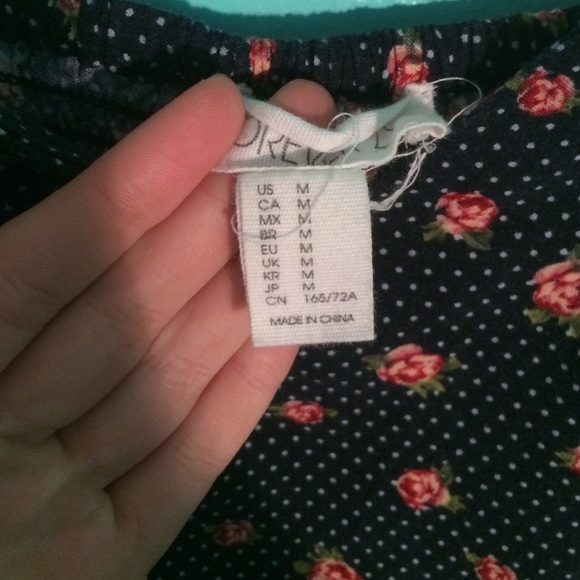 US M
CA M
MX M
BR M
EU M
UK M
KR M
JP M
CN 165/72A
MADE IN CHINA